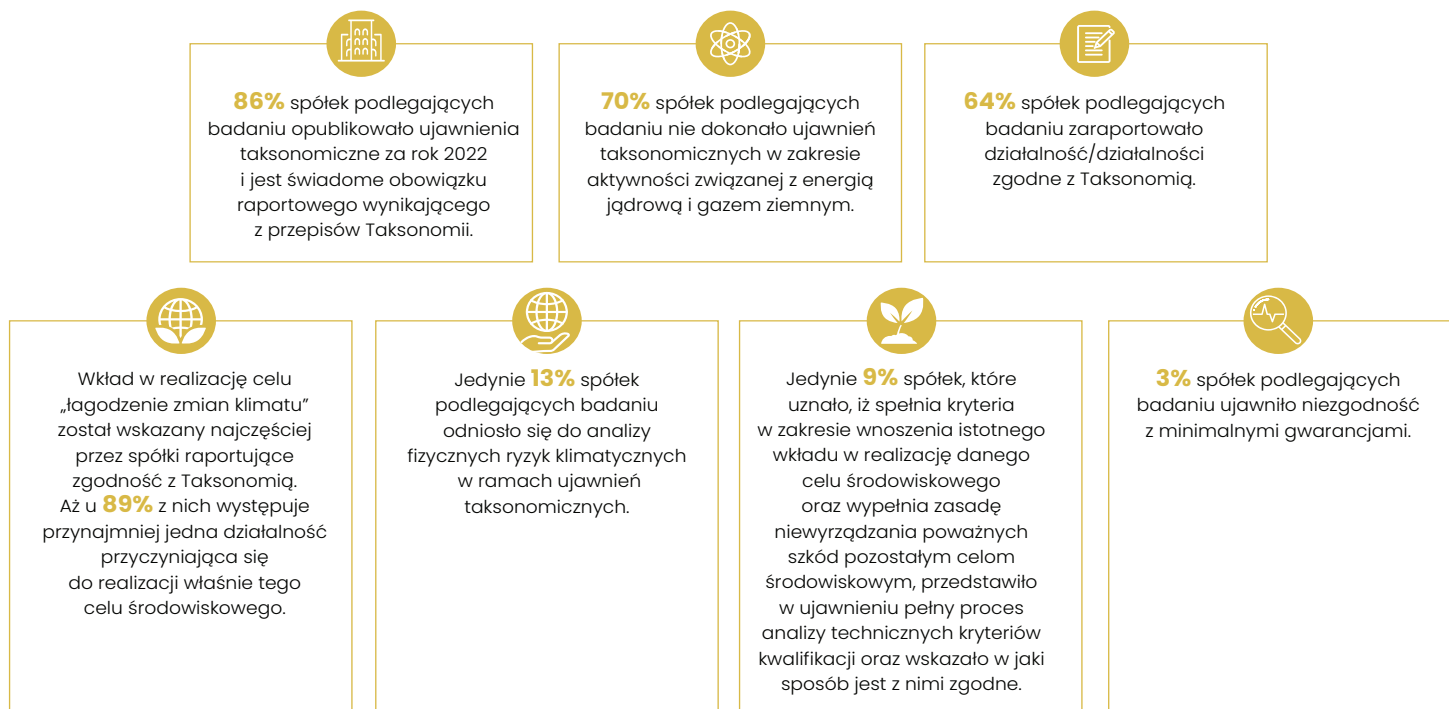 86% spółek podlegających
badaniu opublikowało ujawnienia
taksonomiczne za rok 2022
i jest świadome obowiązku
raportowego wynikającego
z przepisów Taksonomii.
70% spółek podlegających
badaniu nie dokonało ujawnień
taksonomicznych w zakresie
aktywności związanej z energią
jądrową i gazem ziemnym.
64% spółek podlegających
badaniu zaraportowało
działalność/działalności
zgodne z Taksonomią.
Wkład w realizację celu
„łagodzenie zmian klimatu”
został wskazany najczęściej
przez spółki raportujące
zgodność z Taksonomią.
Aż u 89% z nich występuje
przynajmniej jedna działalność
przyczyniająca się
do realizacji właśnie tego
celu środowiskowego.
Jedynie 13% spółek
podlegających badaniu
odniosło się do analizy
fizycznych ryzyk klimatycznych
w ramach ujawnień
taksonomicznych.
Jedynie 9% spółek, które
uznało, iż spełnia kryteria
w zakresie wnoszenia istotnego
wkładu w realizację danego
celu środowiskowego
oraz wypełnia zasadę
niewyrządzania poważnych
szkód pozostałym celom
środowiskowym, przedstawiło
w ujawnieniu pełny proces
analizy technicznych kryteriów
kwalifikacji oraz wskazało w jaki
sposób jest z nimi zgodne.
3% spółek podlegających
badaniu ujawniło niezgodność
z minimalnymi gwarancjami.